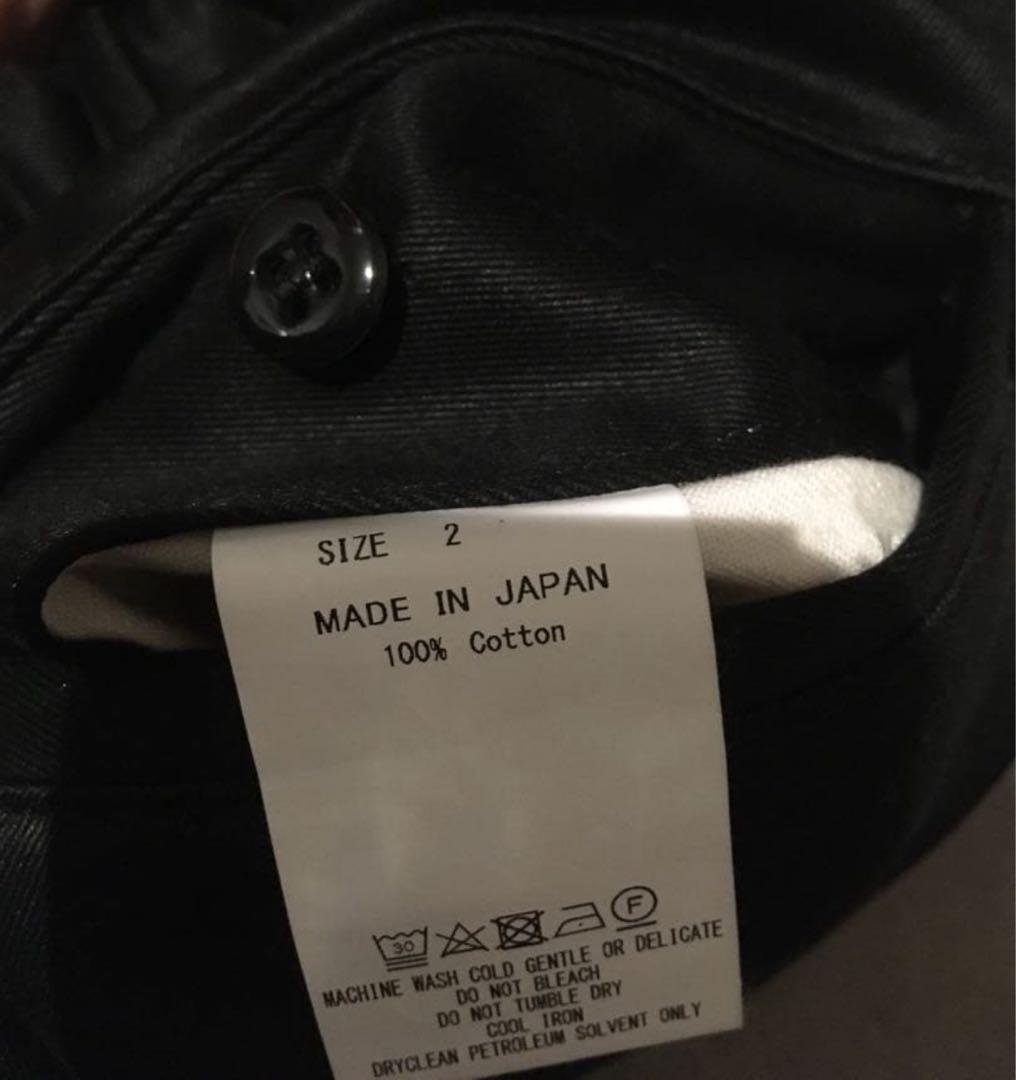 SIZE 2
MADE IN JAPAN
100% Cotton
30 F
MACHINE WASH COLD GENTLE OR DELICATE
DO NOT BLEACH
DO NOT TUMBLE DRY
COOL IRON
DRYCLEAN PETROLEUM SOLVENT ONLY